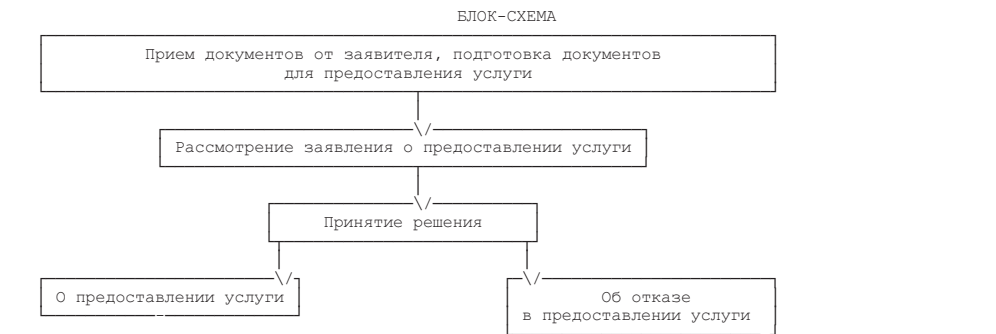 БЛОК-СХЕМА
Прием документов от заявителя, подготовка документов
для предоставления услуги
Рассмотрение заявления о предоставлении услуги
Принятие решения
О предоставлении услуги
Об отказе
в предоставлении услуги